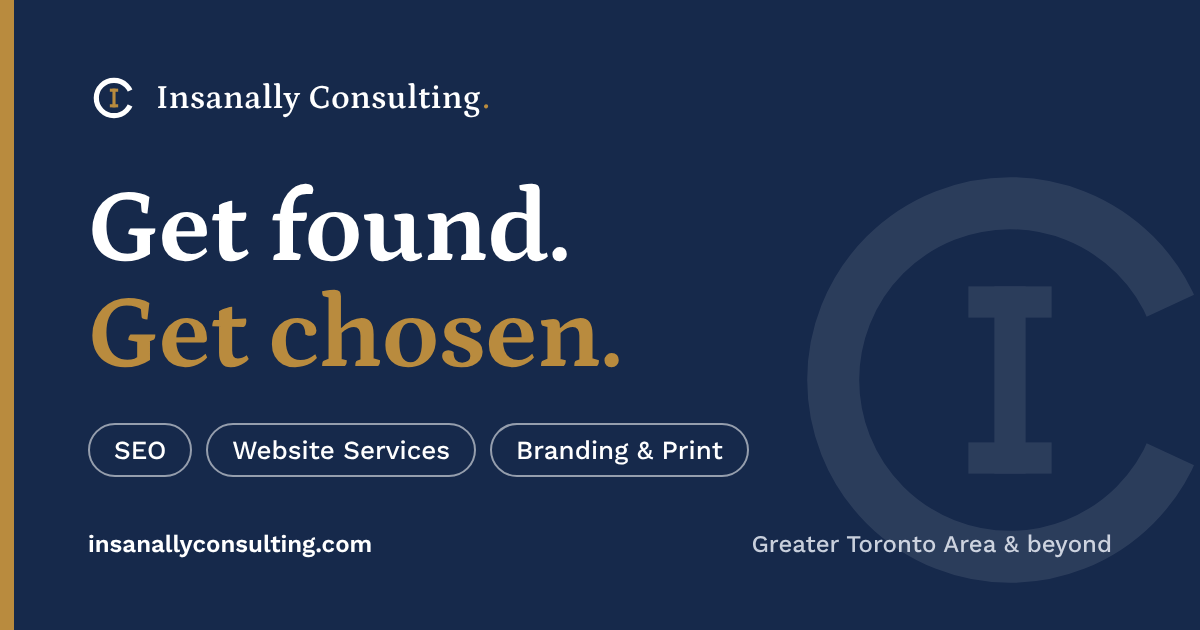 Insanally Consulting.
Get found.
Get chosen.
SEO
Website Services
Branding & Print
insanallyconsulting.com
Greater Toronto Area & beyond